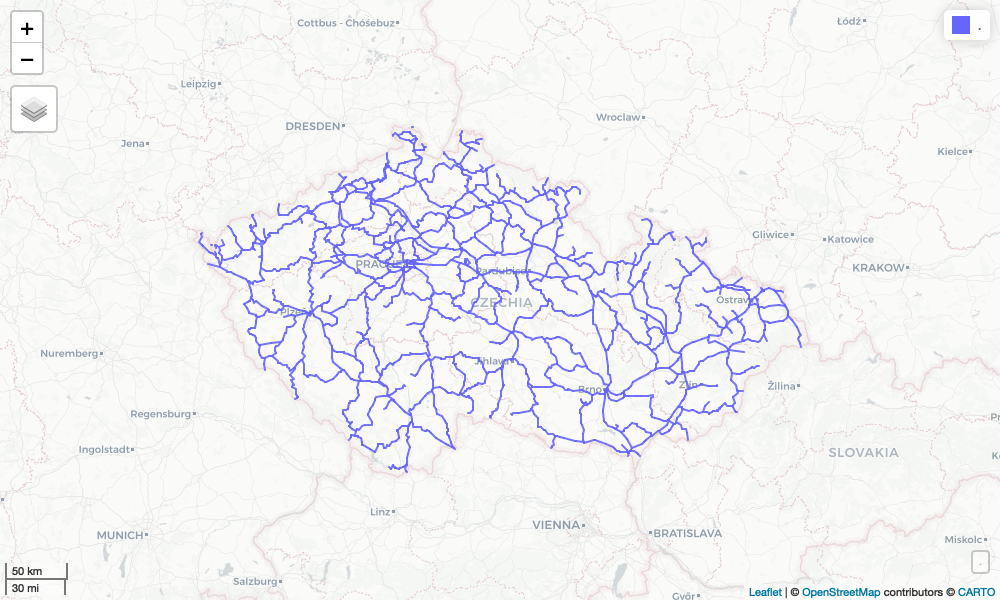 +
−
Cottbus - Chóśebuz
Łódź
.
Leipzig
DRESDEN
Wroclaw
Jena
Kielce
Gliwice
Katowice
KRAKOW
PRAGUE
Pardubice
CZECHIA
Ostrava
Plzeň
Nuremberg
Jihlava
Brno
Zlín
Žilina
Regensburg
Ingolstadt
SLOVAKIA
Linz
VIENNA
BRATISLAVA
MUNICH
Miskolc
Salzburg
Győr
50 km
30 mi
Leaflet | © OpenStreetMap contributors © CARTO